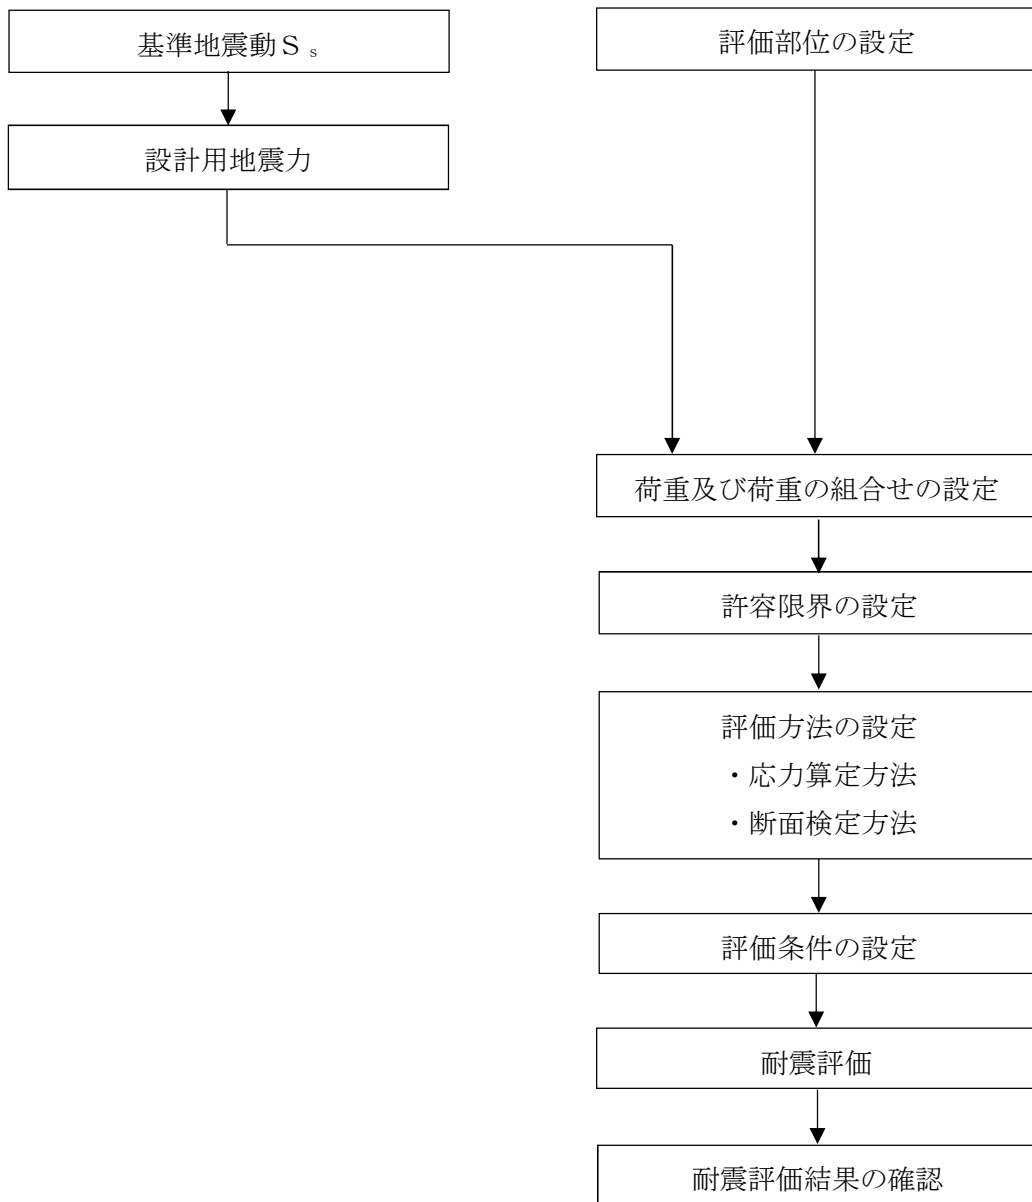 基準地震動Ｓｓ
評価部位の設定
設計用地震力
荷重及び荷重の組合せの設定
許容限界の設定
評価方法の設定
・応力算定方法
・断面検定方法
評価条件の設定
耐震評価
耐震評価結果の確認